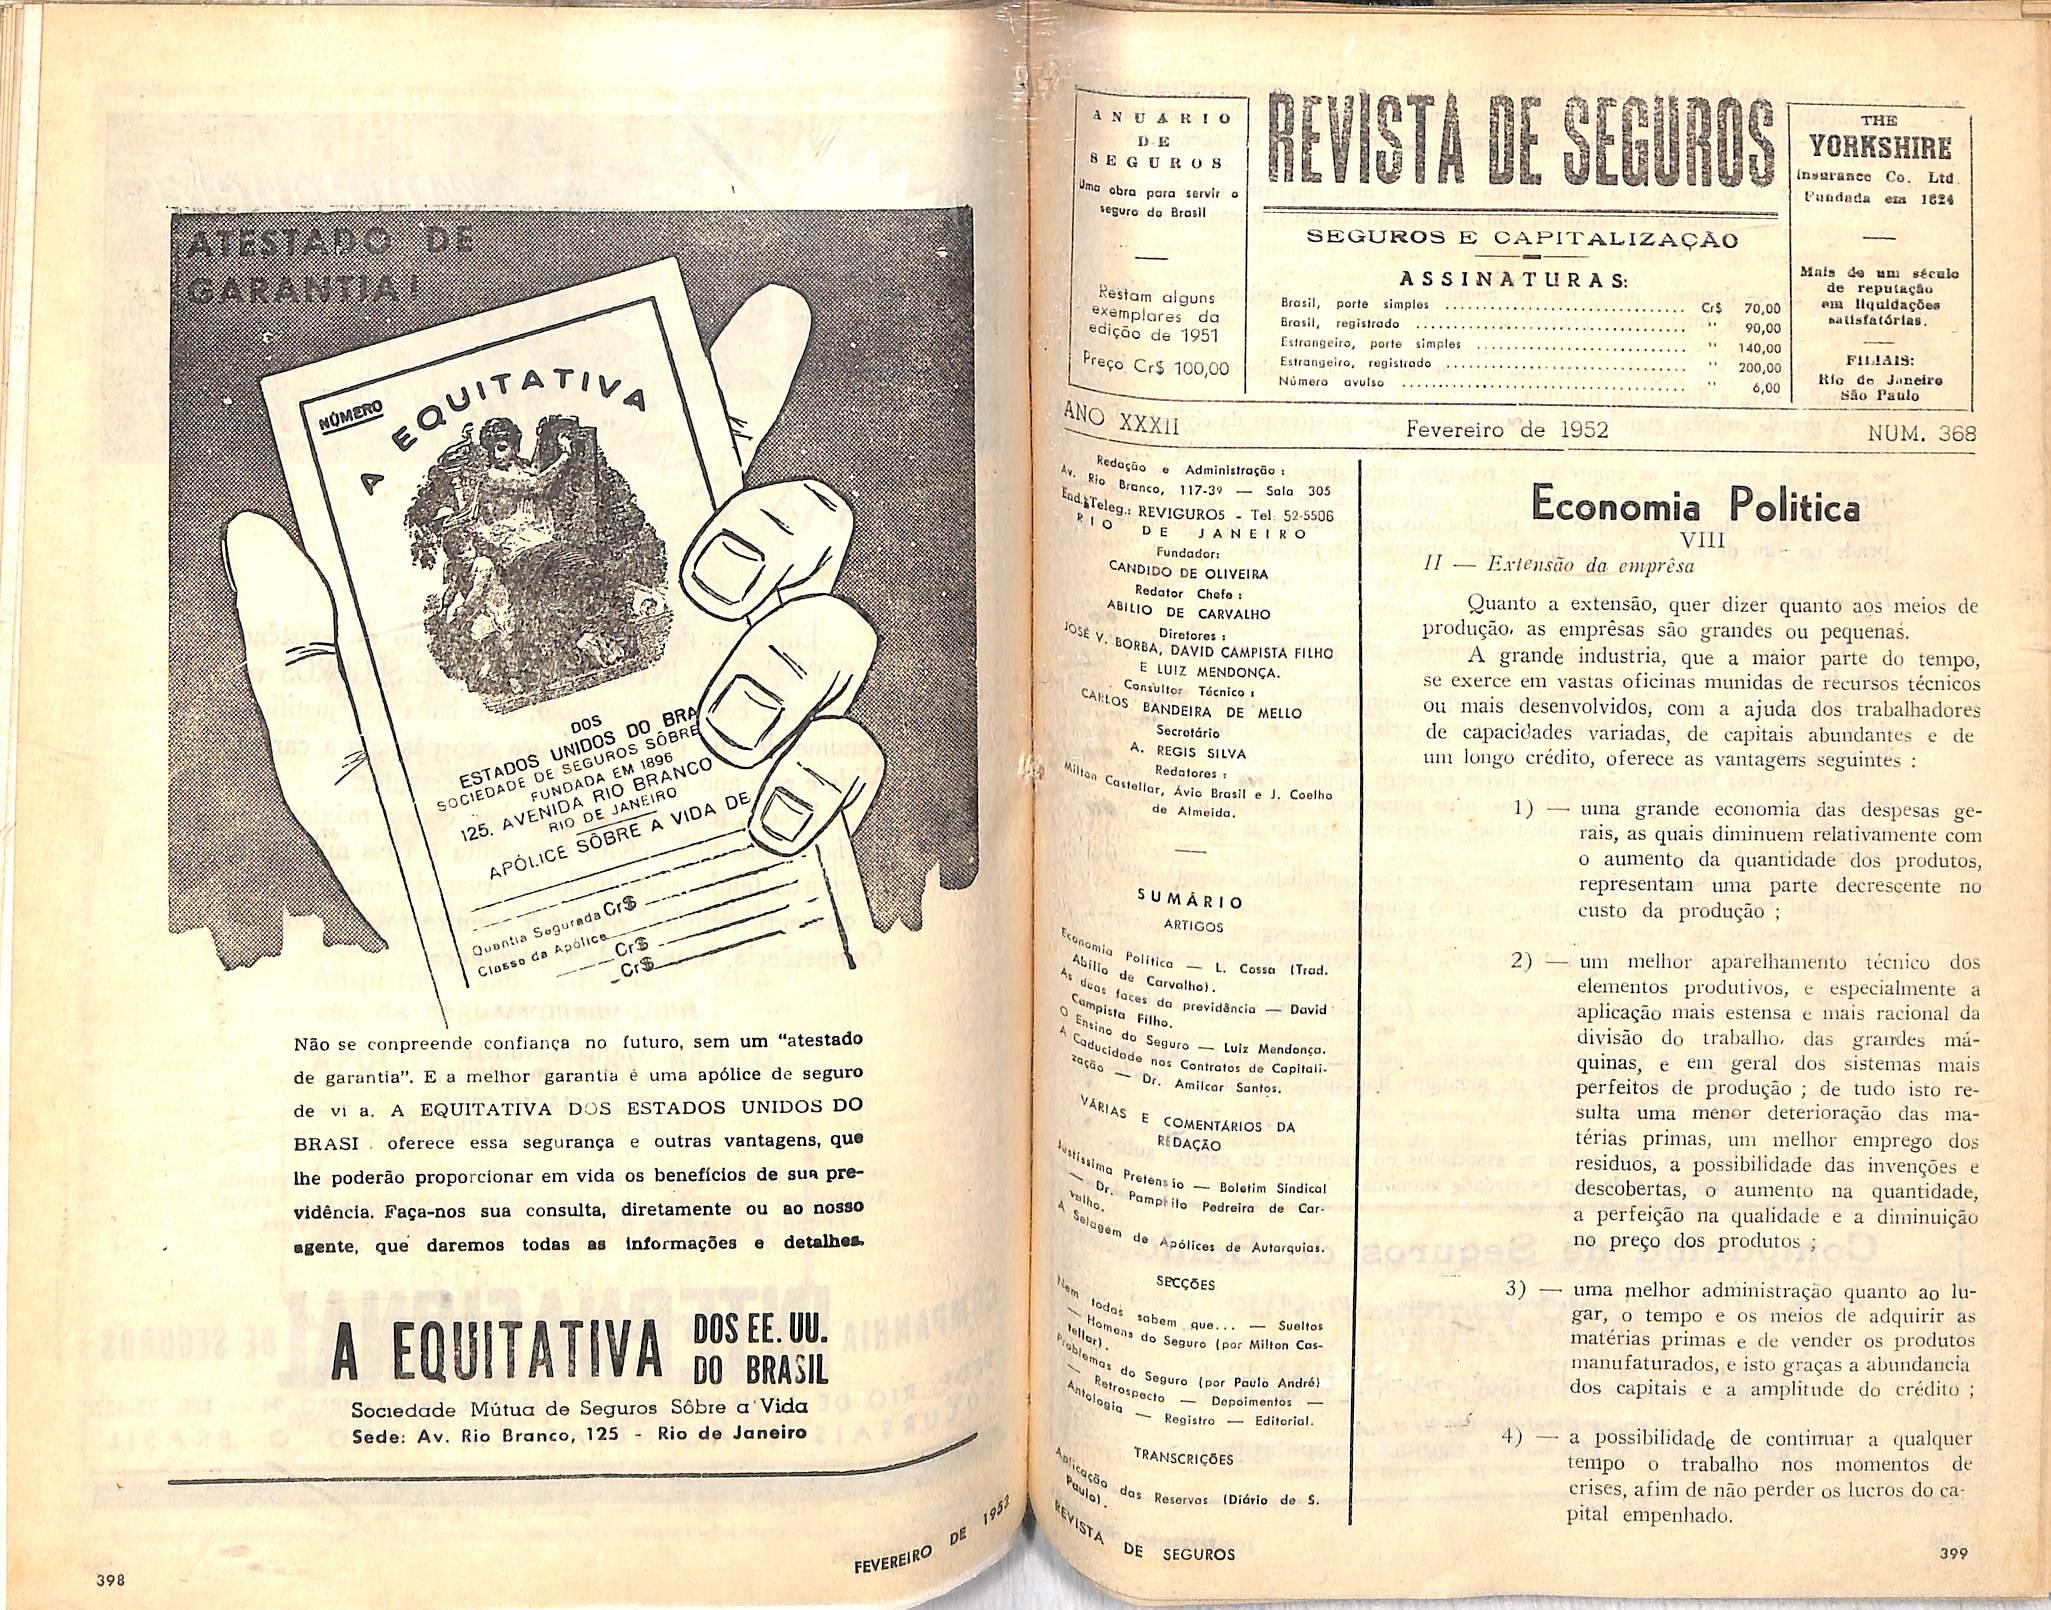 ATESTADO DE
GARANTIA!
NÚMERO
A EQUITATIVA
DOS
ESTADOS UNIDOS DO BRA
SOCIEDADE DE SEGUROS SÔBRE
FUNDADA EM 1896
125. AVENIDA RIO BRANCO
RIO DE JANEIRO
APÓLICE SÔBRE A VIDA DE
Quantia Segurada Cr$
Classe da Apólice Cr$
Cr$
Não se conpreende confiança no futuro, sem um "atestado
de garantia". E a melhor garantia é uma apólice de seguro
de vi a. A EQUITATIVA DOS ESTADOS UNIDOS DO
BRASI . oferece essa segurança e outras vantagens, que
lhe poderão proporcionar em vida os benefícios de sua pre-
vidência. Faça-nos sua consulta, diretamente ou ao nosso
agente, que daremos todas as informações e detalhes.
A EQUITATIVA DOS EE. UU.
DO BRASIL
Sociedade Mútua de Seguros Sôbre a Vida
Sede: Av. Rio Branco, 125 - Rio de Janeiro
398
FEVEREIRO DE 1952
ANUÁRIO
DE
SEGUROS
Uma obra para servir o
seguro do Brasil
Restam alguns
exemplares da
edição de 1951
Preço Cr$ 100,00
REVISTA DE SEGUROS
SEGUROS E CAPITALIZAÇÃO
ASSINATURAS:
Brasil, porte simples .............................. Cr$ 70,00
Brasil, registrado .................................. " 90,00
Estrangeiro, porte simples .......................... " 140,00
Estrangeiro, registrado ............................. " 200,00
Número avulso ....................................... " 6,00
THE
YORKSHIRE
Insurance Co. Ltd.
Fundada em 1824
Mais de um século
de reputação
em liquidações
satisfatórias.
FILIAIS:
Rio de Janeiro
São Paulo
ANO XXXII
Fevereiro de 1952
NUM. 368
Redação e Administração :
Av. Rio Branco, 117-3º — Sala 305
End. Teleg.: REVIGUROS - Tel. 52-5506
RIO DE JANEIRO
Fundador:
CANDIDO DE OLIVEIRA
Redator Chefe :
ABILIO DE CARVALHO
Diretores :
JOSÉ V. BORBA, DAVID CAMPISTA FILHO
E LUIZ MENDONÇA.
Consultor Técnico :
CARLOS BANDEIRA DE MELLO
Secretário
A. REGIS SILVA
Redatores :
Milton Castellar, Ávio Brasil e J. Coelho
de Almeida.
SUMÁRIO
ARTIGOS
Economia Política — L. Cossa (Trad.
Abílio de Carvalho).
As duas faces da previdência — David
Campista Filho.
O Ensino do Seguro — Luiz Mendonça.
A Caducidade nos Contratos de Capitali-
zação — Dr. Amilcar Santos.
VÁRIAS E COMENTÁRIOS DA
REDAÇÃO
Justíssima Pretensão — Boletim Sindical
— Dr. Pamphilo Pedreira de Car-
valho.
A Selagem de Apólices de Autarquias.
SECÇÕES
Nem todos sabem que... — Sueltos
— Homens do Seguro (por Milton Cas-
tellar).
Problemas do Seguro (por Paulo André)
— Retrospecto — Depoimentos —
Antologia — Registro — Editorial.
TRANSCRIÇÕES
Aplicação das Reservas (Diário de S.
Paulo).
Economia Politica
VIII
II — Extensão da emprêsa
Quanto a extensão, quer dizer quanto aos meios de
produção, as emprêsas são grandes ou pequenas.
A grande industria, que a maior parte do tempo,
se exerce em vastas oficinas munidas de recursos técnicos
ou mais desenvolvidos, com a ajuda dos trabalhadores
de capacidades variadas, de capitais abundantes e de
um longo crédito, oferece as vantagens seguintes :
1) — uma grande economia das despesas ge-
rais, as quais diminuem relativamente com
o aumento da quantidade dos produtos,
representam uma parte decrescente no
custo da produção ;
2) — um melhor aparelhamento técnico dos
elementos produtivos, e especialmente a
aplicação mais estensa e mais racional da
divisão do trabalho, das grandes má-
quinas, e em geral dos sistemas mais
perfeitos de produção ; de tudo isto re-
sulta uma menor deterioração das ma-
térias primas, um melhor emprego dos
residuos, a possibilidade das invenções e
descobertas, o aumento na quantidade,
a perfeição na qualidade e a diminuição
no preço dos produtos ;
3) — uma melhor administração quanto ao lu-
gar, o tempo e os meios de adquirir as
matérias primas e de vender os produtos
manufaturados, e isto graças a abundancia
dos capitais e a amplitude do crédito ;
4) — a possibilidade de continuar a qualquer
tempo o trabalho nos momentos de
crises, afim de não perder os lucros do ca-
pital empenhado.
REVISTA DE SEGUROS
399